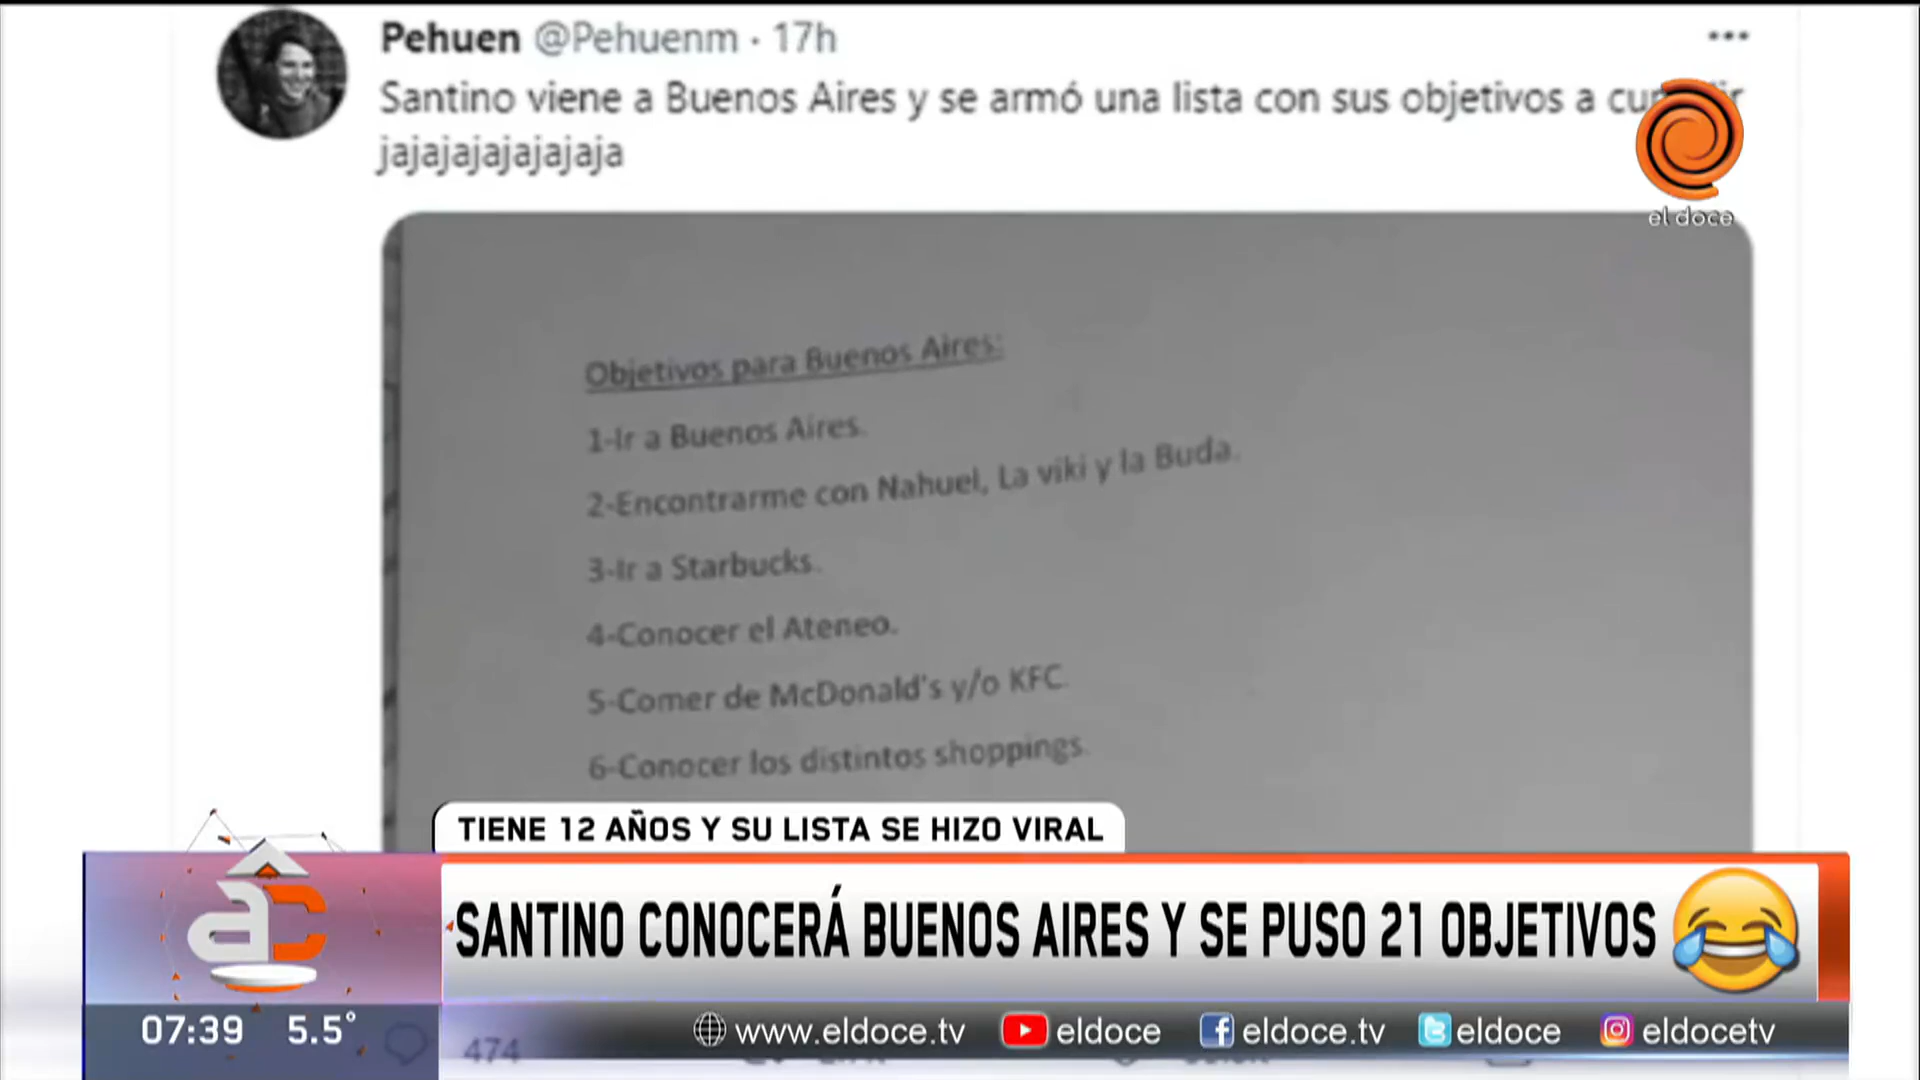 Pehuen @Pehuenm · 17h
Santino viene a Buenos Aires y se armó una lista con sus objetivos a
jajajajajajajaja
el doce
Objetivos para Buenos Aires:
1-Ir a Buenos Aires.
2-Encontrarme con Nahuel, La viki y la Buda.
3-Ir a Starbucks.
4-Conocer el Ateneo.
5-Comer de McDonald's y/o KFC.
6-Conocer los distintos shoppings.
TIENE 12 AÑOS Y SU LISTA SE HIZO VIRAL
âc
SANTINO CONOCERÁ BUENOS AIRES Y SE PUSO 21 OBJETIVOS
07:39 5.5° www.eldoce.tv eldoce eldoce.tv eldoce eldocetv
474